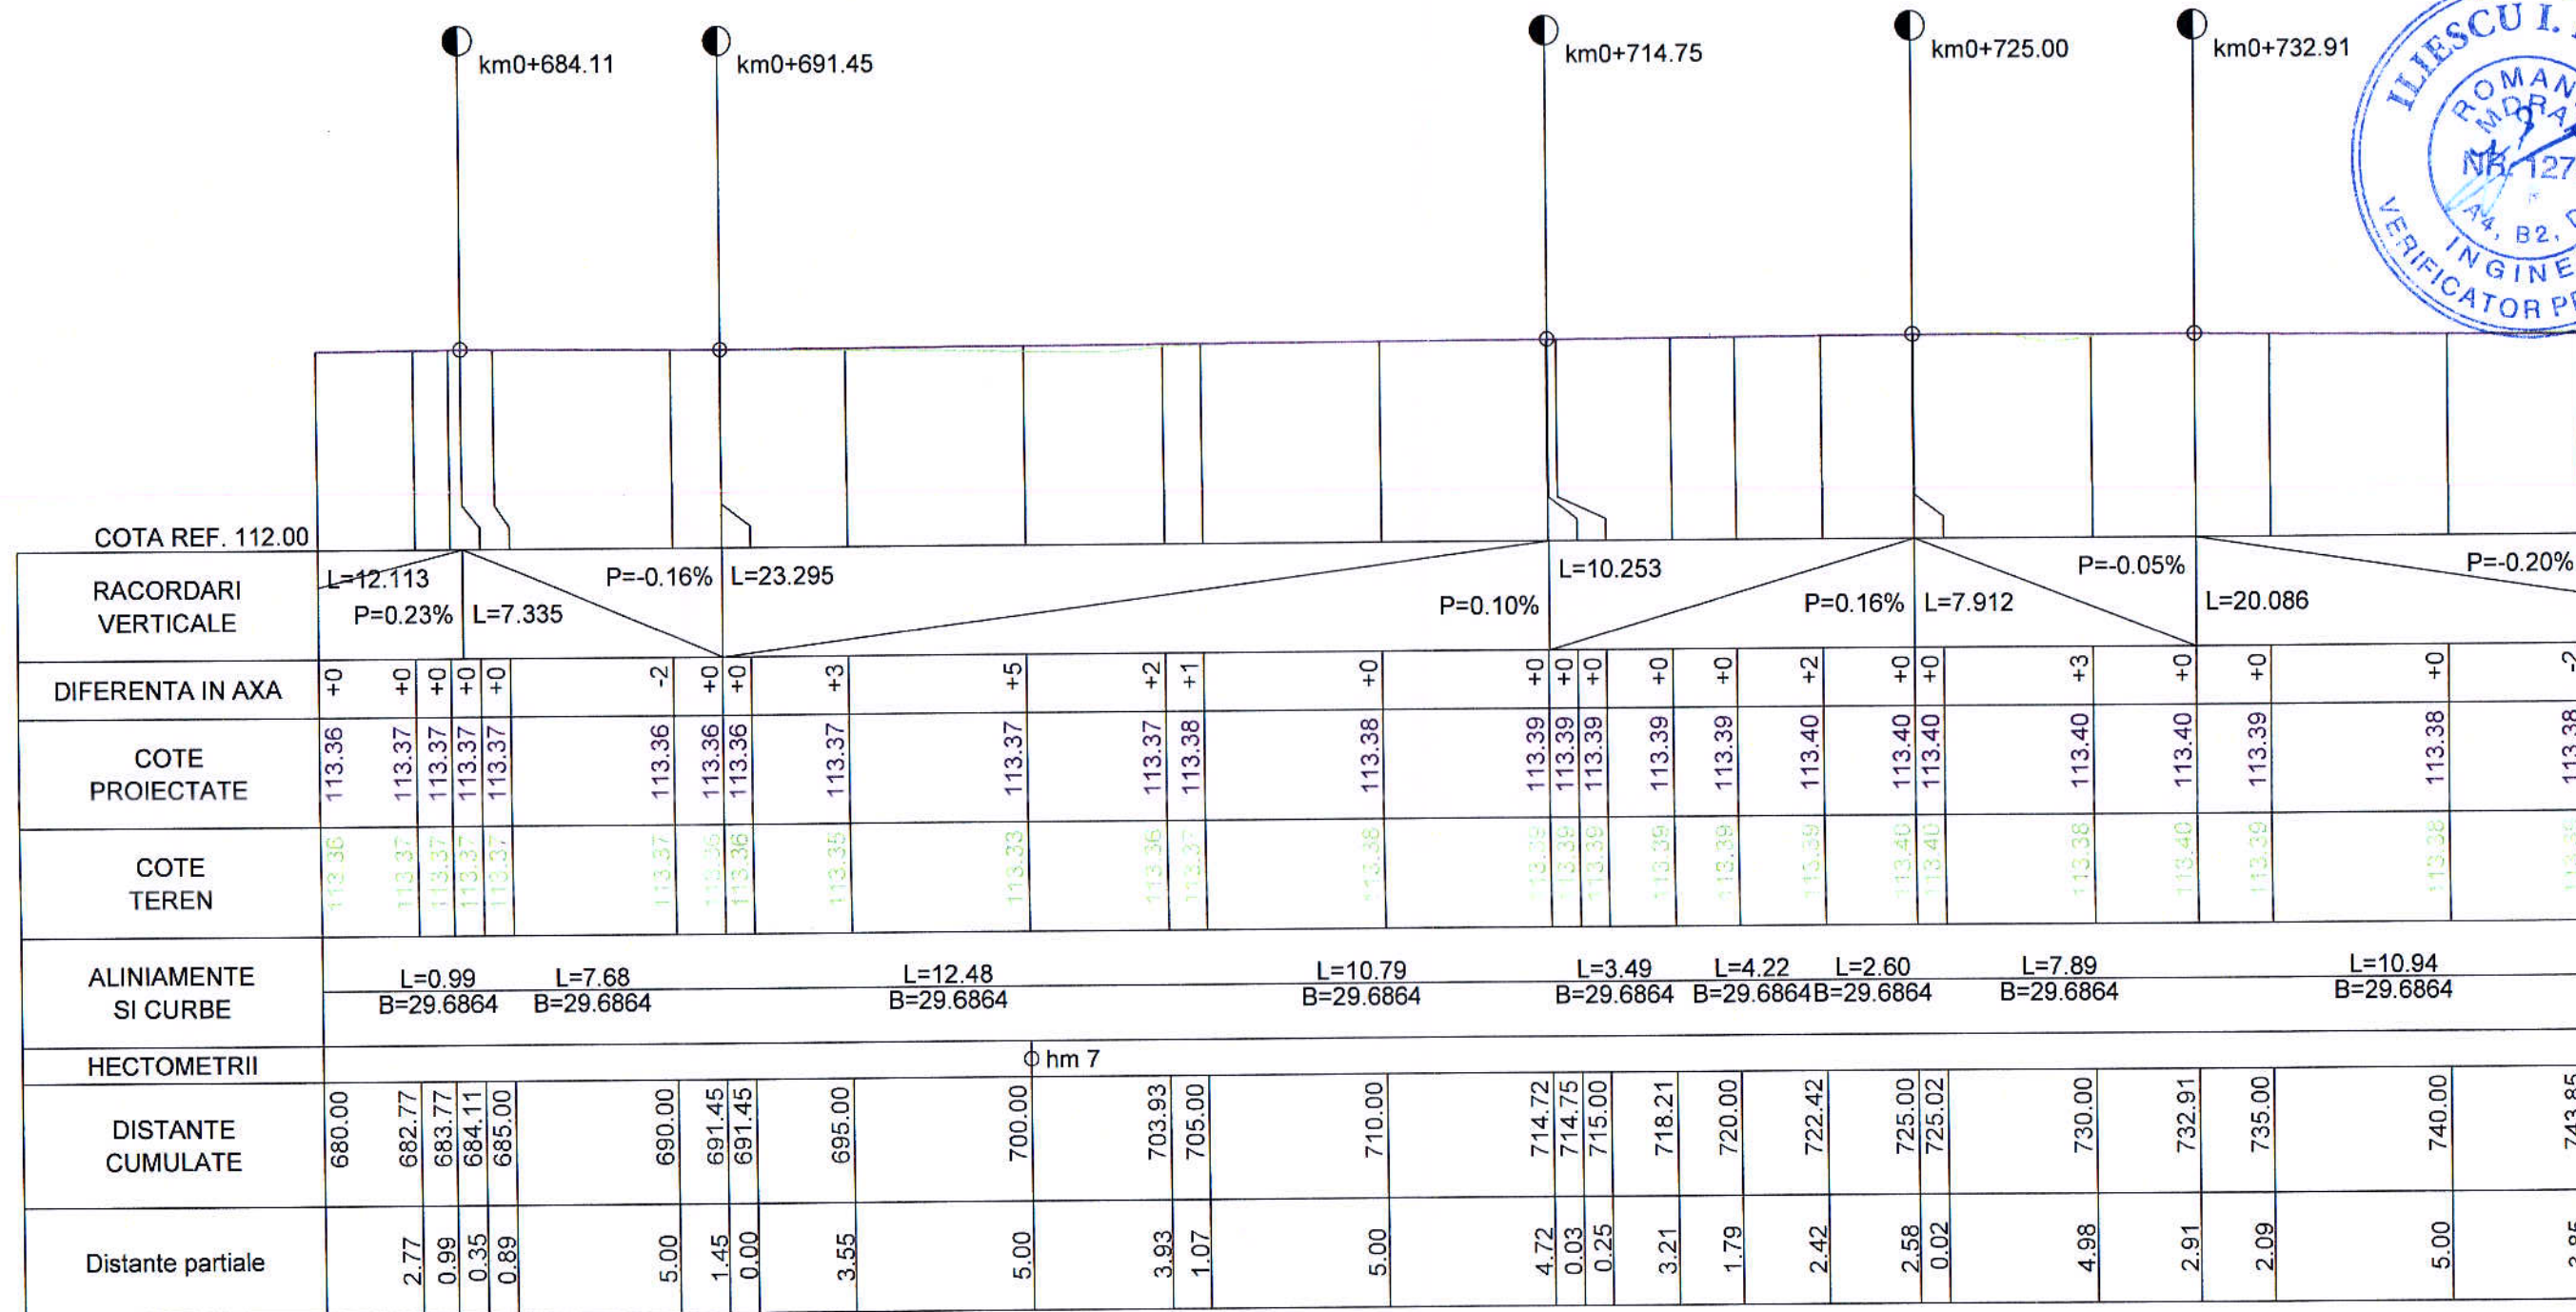 km0+684.11
km0+691.45
km0+714.75
km0+725.00
km0+732.91
ILIESCU I.
MDRA
NR. 127
A4, B2,
VERIFICATOR
COTA REF. 112.00
RACORDARI
VERTICALE
L=12.113
P=0.23%
L=7.335
P=-0.16%
L=23.295
P=0.10%
L=10.253
P=0.16%
L=7.912
P=-0.05%
L=20.086
P=-0.20%
DIFERENTA IN AXA
+0 +0 +0 +0 +0 -2 +0 +0 +3 +5 +2 +1 +0 +0 +0 +0 +0 +0 +2 +0 +0 +3 +0 +0 +0 -2
COTE
PROIECTATE
113.36 113.37 113.37 113.37 113.37 113.36 113.36 113.36 113.37 113.37 113.37 113.38 113.38 113.39 113.39 113.39 113.39 113.39 113.40 113.40 113.40 113.40 113.40 113.39 113.38 113.38
COTE
TEREN
113.36 113.37 113.37 113.37 113.37 113.37 113.36 113.36 113.35 113.33 113.36 113.37 113.38 113.39 113.39 113.39 113.39 113.39 113.39 113.40 113.40 113.38 113.40 113.39 113.38
ALINIAMENTE
SI CURBE
L=0.99 L=7.68 L=12.48 L=10.79 L=3.49 L=4.22 L=2.60 L=7.89 L=10.94
B=29.6864 B=29.6864 B=29.6864 B=29.6864 B=29.6864 B=29.6864 B=29.6864 B=29.6864 B=29.6864
HECTOMETRII
hm 7
DISTANTE
CUMULATE
680.00 682.77 683.77 684.11 685.00 690.00 691.45 691.45 695.00 700.00 703.93 705.00 710.00 714.72 714.75 715.00 718.21 720.00 722.42 725.00 725.02 730.00 732.91 735.00 740.00 743.85
Distante partiale
2.77 0.99 0.35 0.89 5.00 1.45 0.00 3.55 5.00 3.93 1.07 5.00 4.72 0.03 0.25 3.21 1.79 2.42 2.58 0.02 4.98 2.91 2.09 5.00 3.85